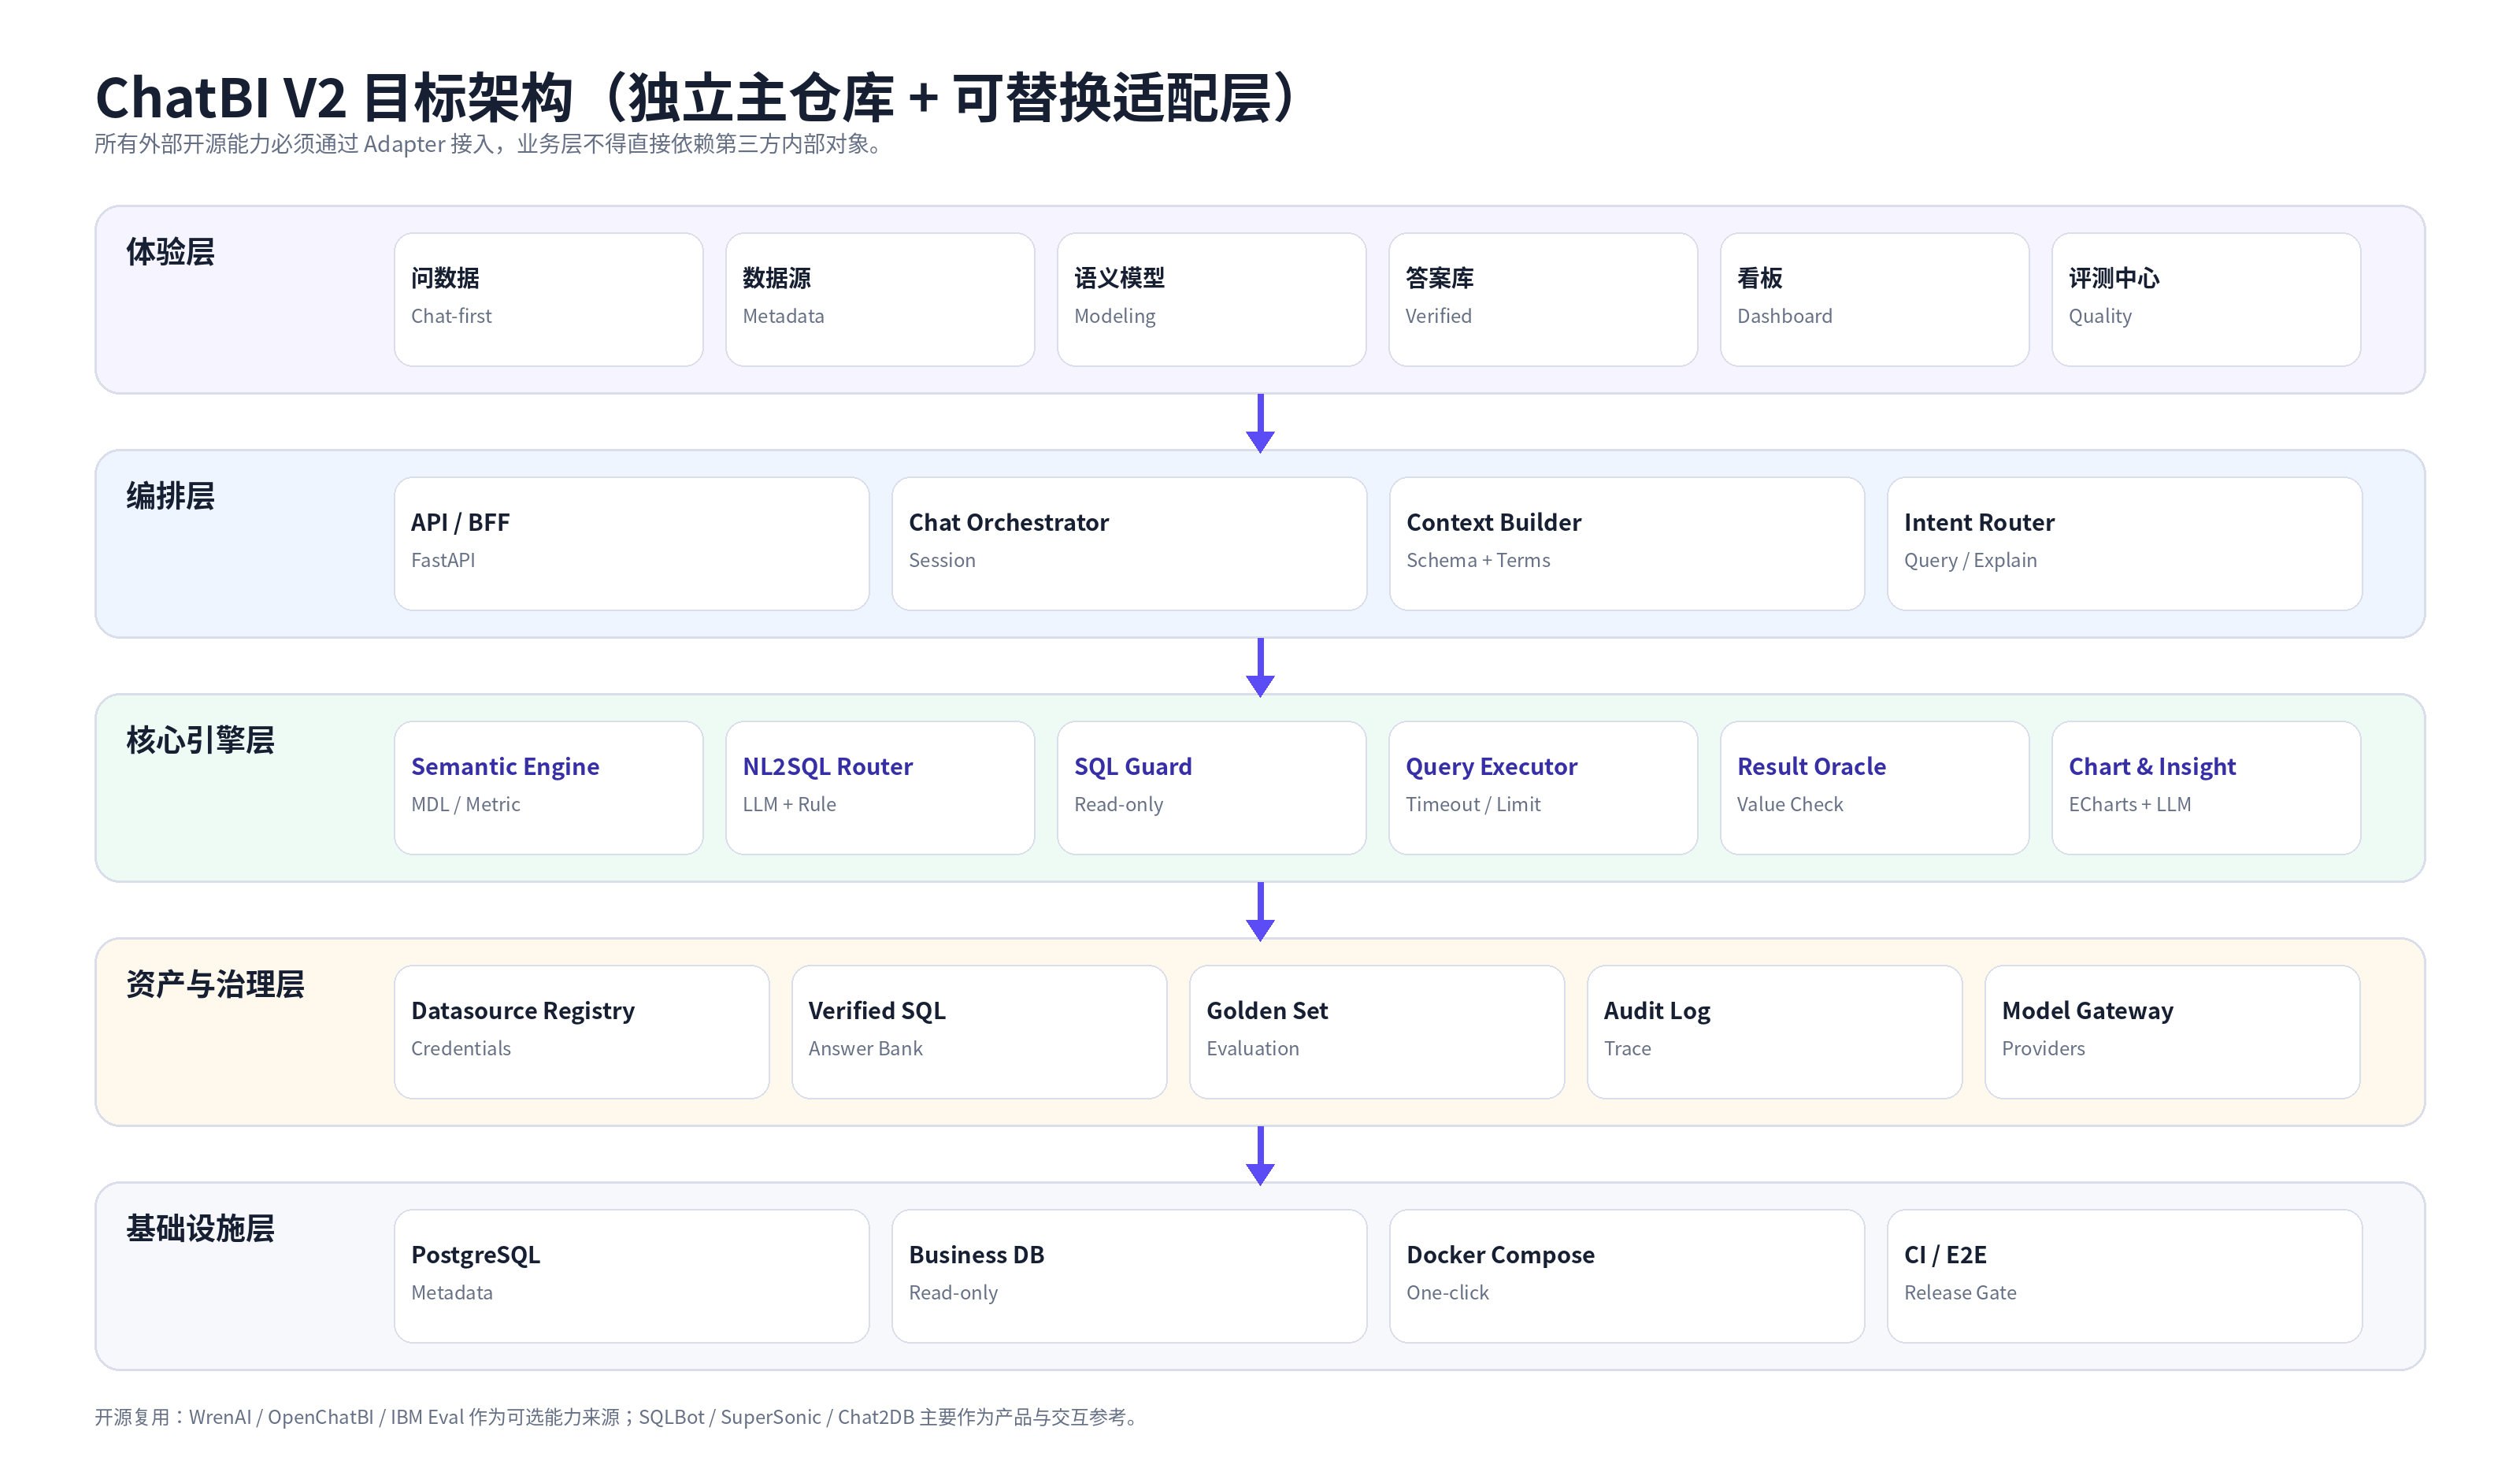 ChatBI V2 目标架构（独立主仓库 + 可替换适配层）
所有外部开源能力必须通过 Adapter 接入，业务层不得直接依赖第三方内部对象。
体验层
问数据
Chat-first
数据源
Metadata
语义模型
Modeling
答案库
Verified
看板
Dashboard
评测中心
Quality
编排层
API / BFF
FastAPI
Chat Orchestrator
Session
Context Builder
Schema + Terms
Intent Router
Query / Explain
核心引擎层
Semantic Engine
MDL / Metric
NL2SQL Router
LLM + Rule
SQL Guard
Read-only
Query Executor
Timeout / Limit
Result Oracle
Value Check
Chart & Insight
ECharts + LLM
资产与治理层
Datasource Registry
Credentials
Verified SQL
Answer Bank
Golden Set
Evaluation
Audit Log
Trace
Model Gateway
Providers
基础设施层
PostgreSQL
Metadata
Business DB
Read-only
Docker Compose
One-click
CI / E2E
Release Gate
开源复用：WrenAI / OpenChatBI / IBM Eval 作为可选能力来源；SQLBot / SuperSonic / Chat2DB 主要作为产品与交互参考。